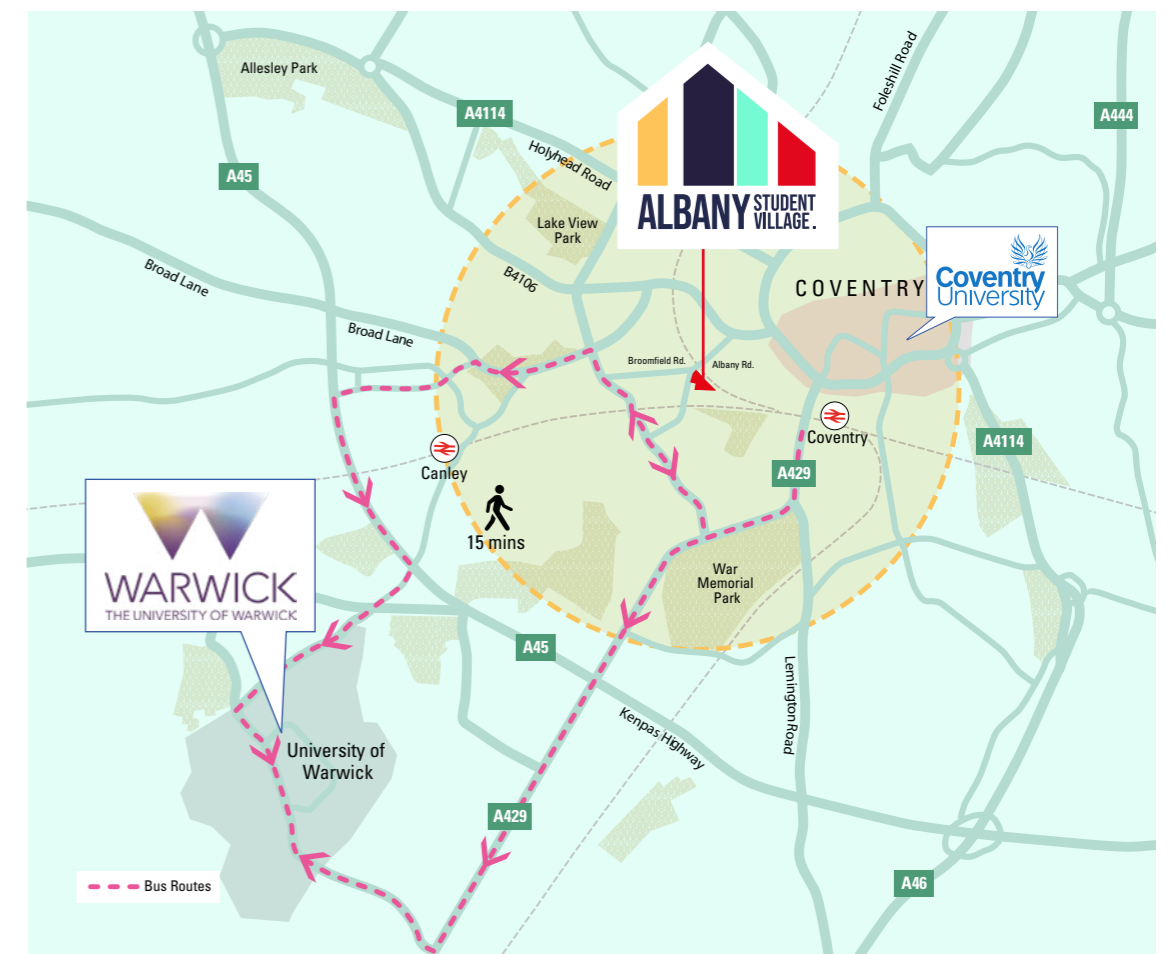 Allesley Park
Foleshill Road
A4114
A444
Holyhead Road
A45
ALBANY STUDENT
VILLAGE.
Lake View
Park
Broad Lane
B4106
COVENTRY
Coventry
University
Broad Lane
Broomfield Rd.
Albany Rd.
Coventry
A4114
Canley
A429
15 mins
WARWICK
THE UNIVERSITY OF WARWICK
War
Memorial
Park
A45
Lemington Road
Kenpas Highway
University of
Warwick
A429
Bus Routes
A46